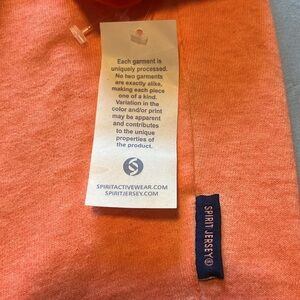 Each garment is
uniquely processed.
No two garments
are exactly alike,
making each piece
one of a kind.
Variation in the
color and/or print
may be apparent
and contributes
to the unique
properties of
the product.
S
SPIRITACTIVEWEAR.COM
SPIRITJERSEY.COM
SPIRIT JERSEY®